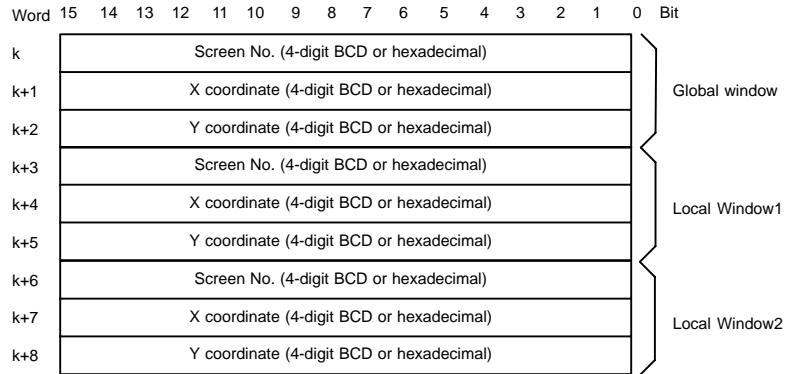 Word 15 14 13 12 11 10 9 8 7 6 5 4 3 2 1 0 Bit
k Screen No. (4-digit BCD or hexadecimal)
k+1 X coordinate (4-digit BCD or hexadecimal) Global window
k+2 Y coordinate (4-digit BCD or hexadecimal)
k+3 Screen No. (4-digit BCD or hexadecimal)
k+4 X coordinate (4-digit BCD or hexadecimal) Local Window1
k+5 Y coordinate (4-digit BCD or hexadecimal)
k+6 Screen No. (4-digit BCD or hexadecimal)
k+7 X coordinate (4-digit BCD or hexadecimal) Local Window2
k+8 Y coordinate (4-digit BCD or hexadecimal)